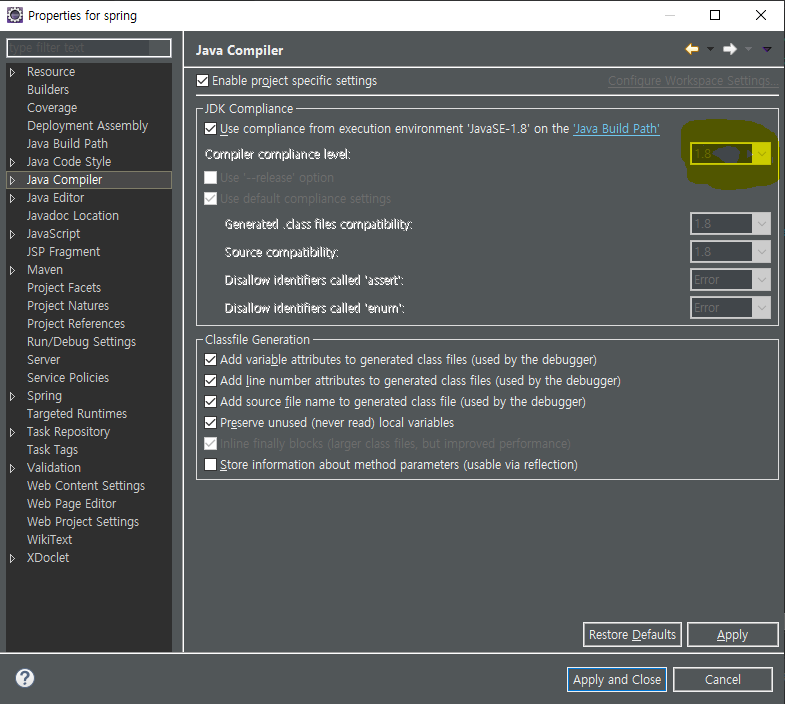 Properties for spring
type filter text
Java Compiler
Resource
Builders
Coverage
Deployment Assembly
Java Build Path
Java Code Style
Java Compiler
Java Editor
Javadoc Location
JavaScript
JSP Fragment
Maven
Project Facets
Project Natures
Project References
Run/Debug Settings
Server
Service Policies
Spring
Targeted Runtimes
Task Repository
Task Tags
Validation
Web Content Settings
Web Page Editor
Web Project Settings
WikiText
XDoclet
Enable project specific settings
Configure Workspace Settings...
JDK Compliance
Use compliance from execution environment 'JavaSE-1.8' on the 'Java Build Path'
Compiler compliance level: 1.8
Use '--release' option
Use default compliance settings
Generated .class files compatibility: 1.8
Source compatibility: 1.8
Disallow identifiers called 'assert': Error
Disallow identifiers called 'enum': Error
Classfile Generation
Add variable attributes to generated class files (used by the debugger)
Add line number attributes to generated class files (used by the debugger)
Add source file name to generated class file (used by the debugger)
Preserve unused (never read) local variables
Inline finally blocks (larger class files, but improved performance)
Store information about method parameters (usable via reflection)
Restore Defaults
Apply
?
Apply and Close
Cancel